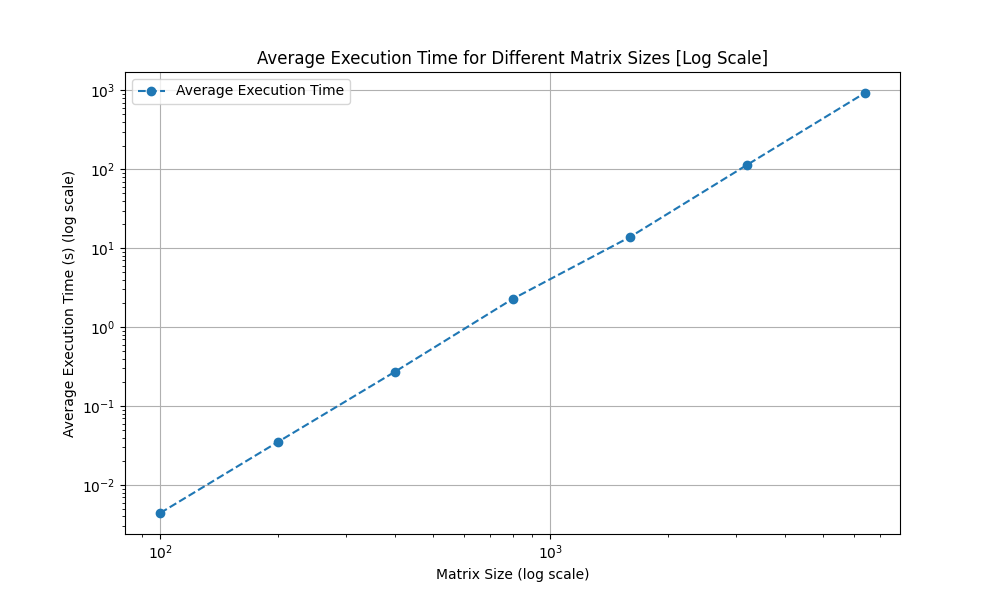 Average Execution Time for Different Matrix Sizes [Log Scale]
Average Execution Time
10³
10²
10¹
10⁰
10⁻¹
10⁻²
Average Execution Time (s) (log scale)
10²
10³
Matrix Size (log scale)